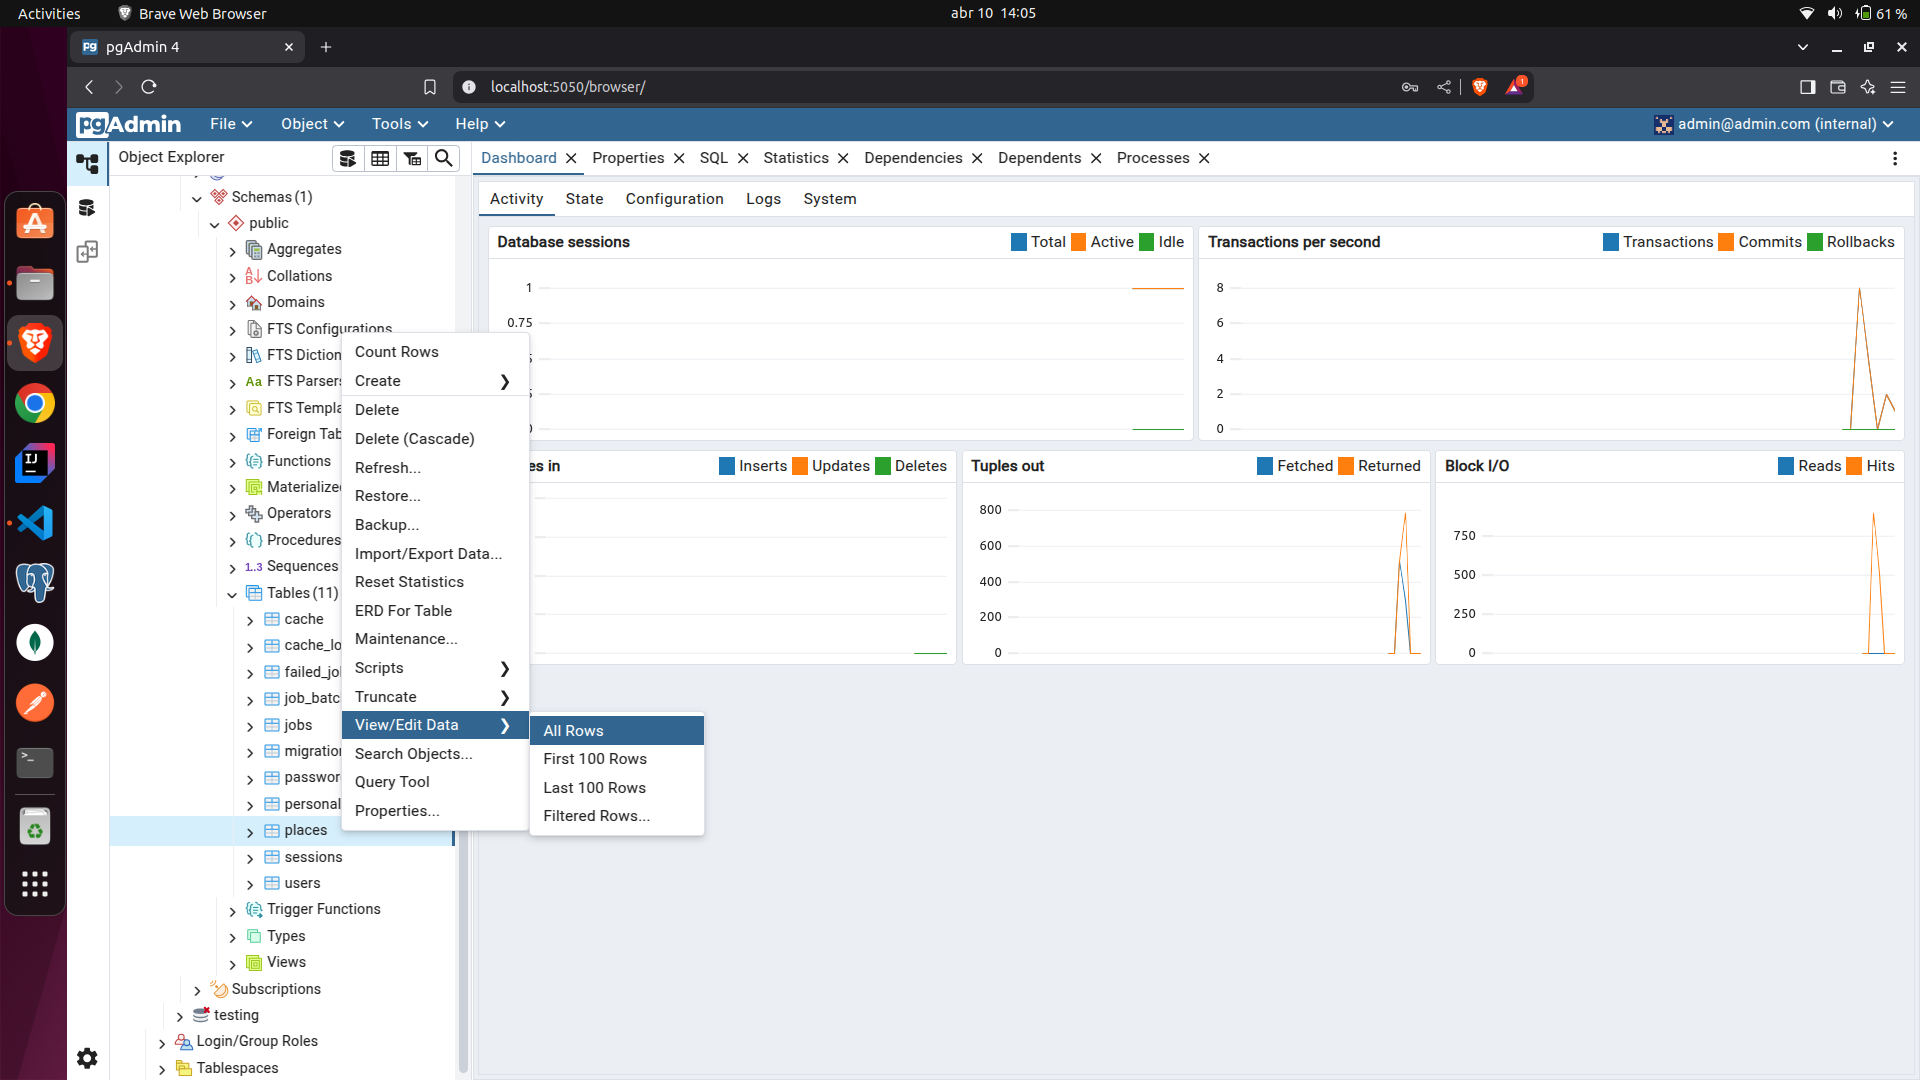 Activities
Brave Web Browser
abr 10 14:05
61 %
pgAdmin 4
localhost:5050/browser/
1
pgAdmin
File
Object
Tools
Help
admin@admin.com (internal)
Object Explorer
Dashboard
Properties
SQL
Statistics
Dependencies
Dependents
Processes
Schemas (1)
public
Aggregates
Collations
Domains
FTS Configurations
FTS Diction
FTS Parsers
FTS Templa
Foreign Tab
Functions
Materialize
Operators
Procedures
1..3 Sequences
Tables (11)
cache
cache_lo
failed_jo
job_batc
jobs
migration
passwor
personal
places
sessions
users
Trigger Functions
Types
Views
Subscriptions
testing
Login/Group Roles
Tablespaces
Count Rows
Create
Delete
Delete (Cascade)
Refresh...
Restore...
Backup...
Import/Export Data...
Reset Statistics
ERD For Table
Maintenance...
Scripts
Truncate
View/Edit Data
Search Objects...
Query Tool
Properties...
All Rows
First 100 Rows
Last 100 Rows
Filtered Rows...
Activity
State
Configuration
Logs
System
Database sessions
Total Active Idle
1
0.75
Transactions per second
Transactions Commits Rollbacks
8
6
4
2
0
es in
Inserts Updates Deletes
Tuples out
Fetched Returned
800
600
400
200
0
Block I/O
Reads Hits
750
500
250
0